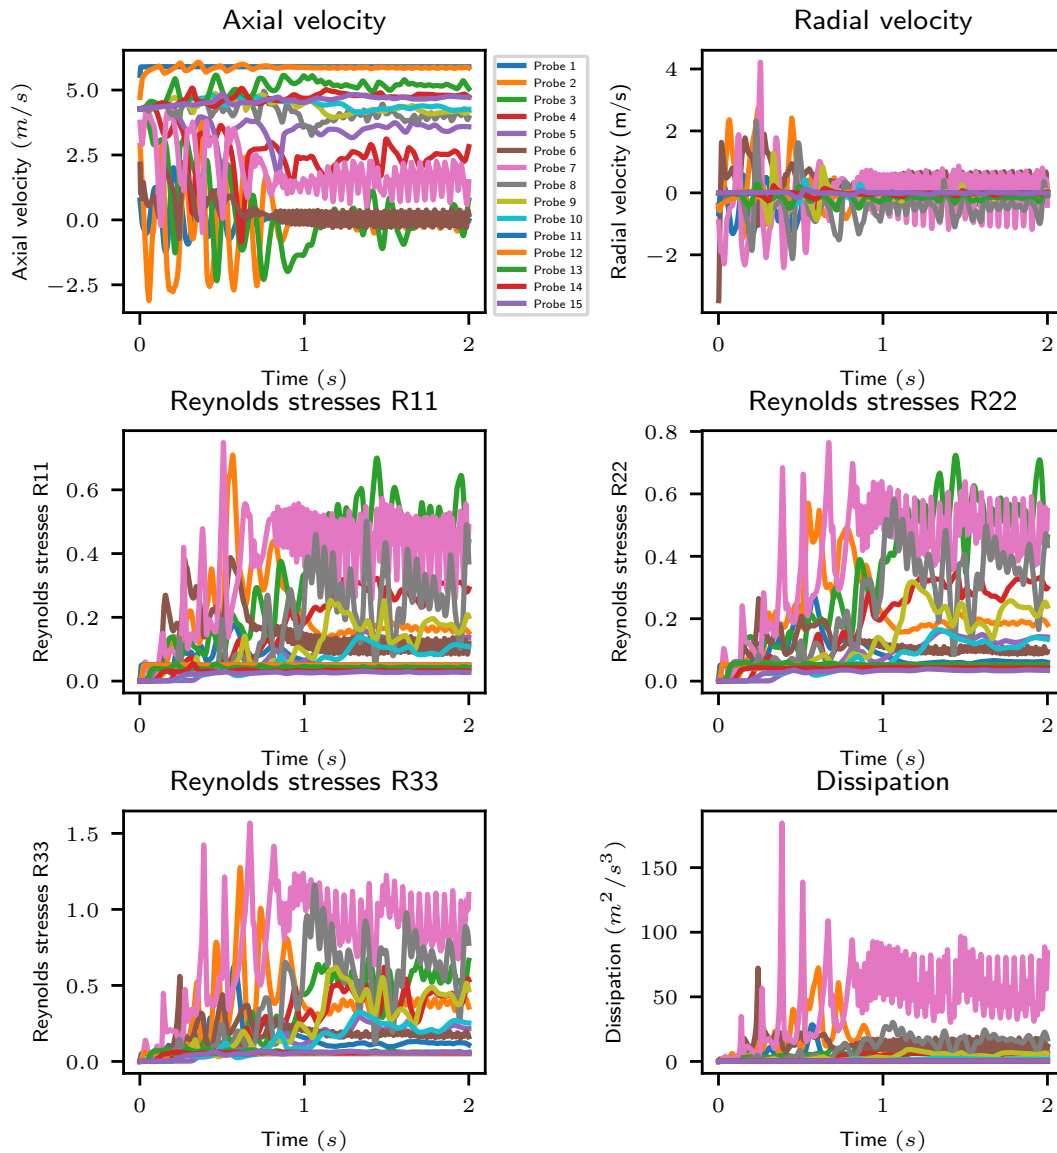 Axial velocity
Axial velocity (m/s)
5.0
2.5
0.0
−2.5
0
1
2
Time (s)
Probe 1
Probe 2
Probe 3
Probe 4
Probe 5
Probe 6
Probe 7
Probe 8
Probe 9
Probe 10
Probe 11
Probe 12
Probe 13
Probe 14
Probe 15
Radial velocity
Radial velocity (m/s)
4
2
0
−2
0
1
2
Time (s)
Reynolds stresses R11
Reynolds stresses R11
0.6
0.4
0.2
0.0
0
1
2
Time (s)
Reynolds stresses R22
Reynolds stresses R22
0.8
0.6
0.4
0.2
0.0
0
1
2
Time (s)
Reynolds stresses R33
Reynolds stresses R33
1.5
1.0
0.5
0.0
0
1
2
Time (s)
Dissipation
Dissipation (m²/s³)
150
100
50
0
0
1
2
Time (s)